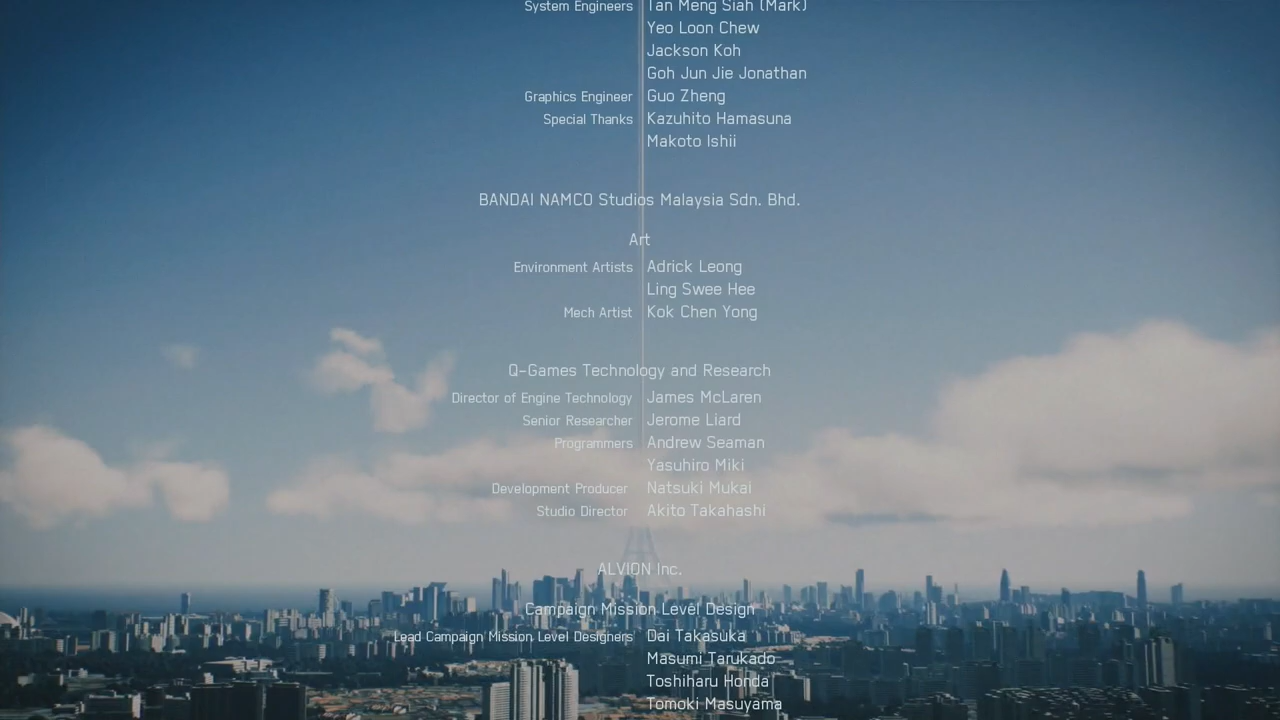 System Engineers Tan Meng Siah (Mark)
Yeo Loon Chew
Jackson Koh
Goh Jun Jie Jonathan
Graphics Engineer Guo Zheng
Special Thanks Kazuhito Hamasuna
Makoto Ishii
BANDAI NAMCO Studios Malaysia Sdn. Bhd.
Art
Environment Artists Adrick Leong
Ling Swee Hee
Mech Artist Kok Chen Yong
Q-Games Technology and Research
Director of Engine Technology James McLaren
Senior Researcher Jerome Liard
Programmers Andrew Seaman
Yasuhiro Miki
Development Producer Natsuki Mukai
Studio Director Akito Takahashi
ALVION Inc.
Campaign Mission Level Design
Lead Campaign Mission Level Designers Dai Takasuka
Masumi Tarukado
Toshiharu Honda
Tomoki Masuyama